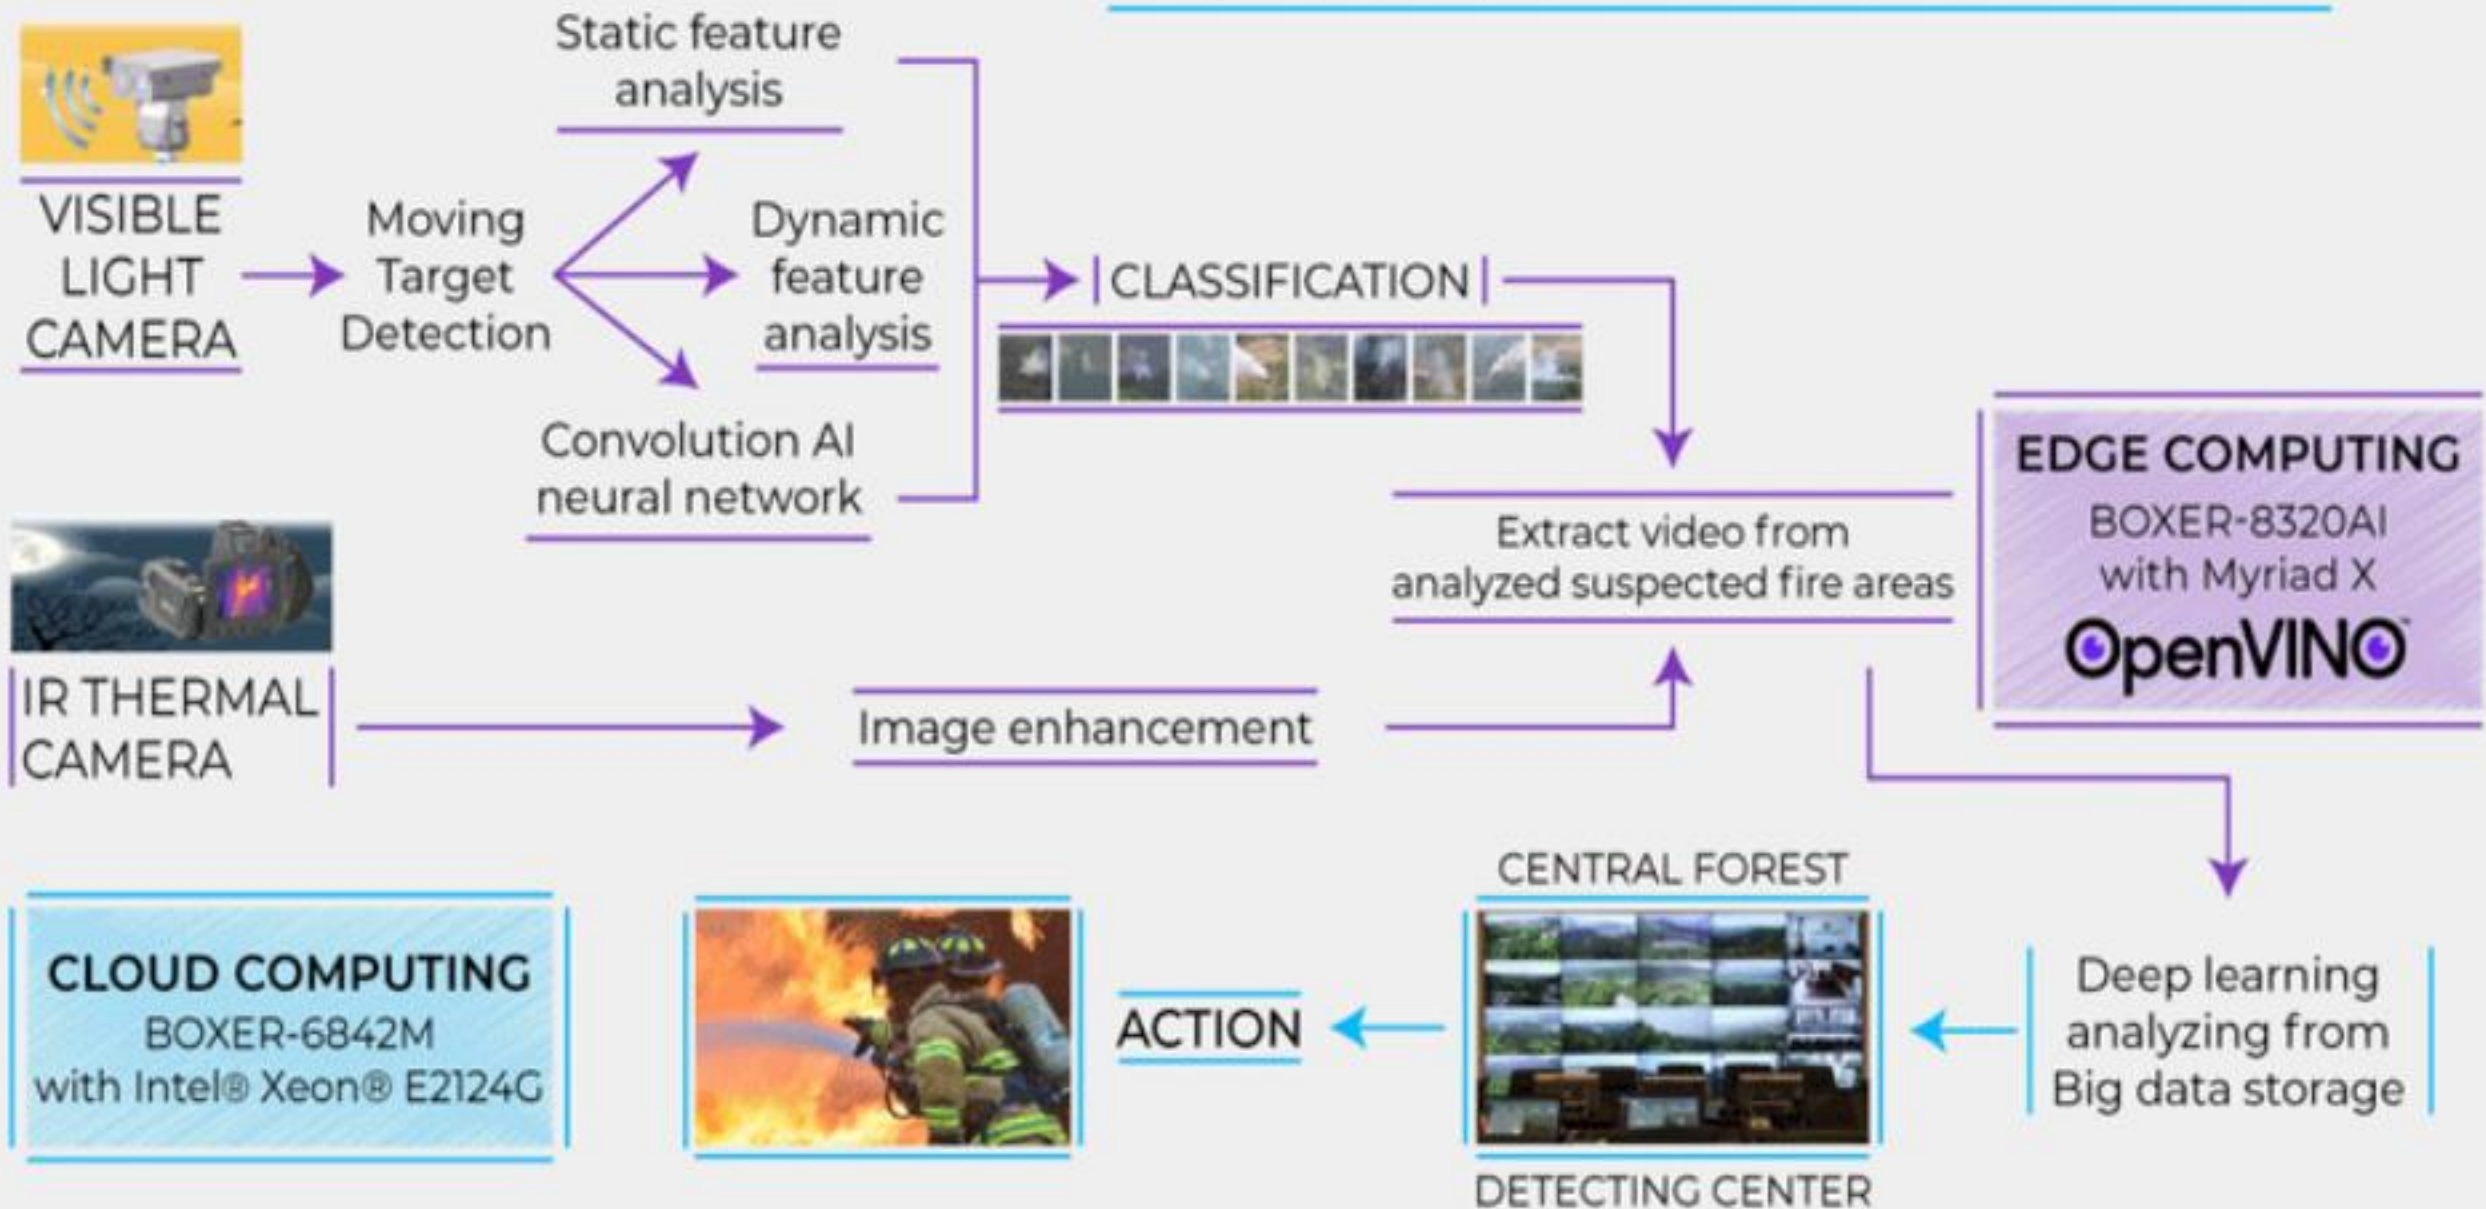 Static feature
analysis
VISIBLE
LIGHT
CAMERA
Moving
Target
Detection
Dynamic
feature
analysis
|CLASSIFICATION|
Convolution AI
neural network
EDGE COMPUTING
BOXER-8320AI
with Myriad X
OpenVINO™
Extract video from
analyzed suspected fire areas
IR THERMAL
CAMERA
Image enhancement
CLOUD COMPUTING
BOXER-6842M
with Intel® Xeon® E2124G
ACTION
CENTRAL FOREST
DETECTING CENTER
Deep learning
analyzing from
Big data storage